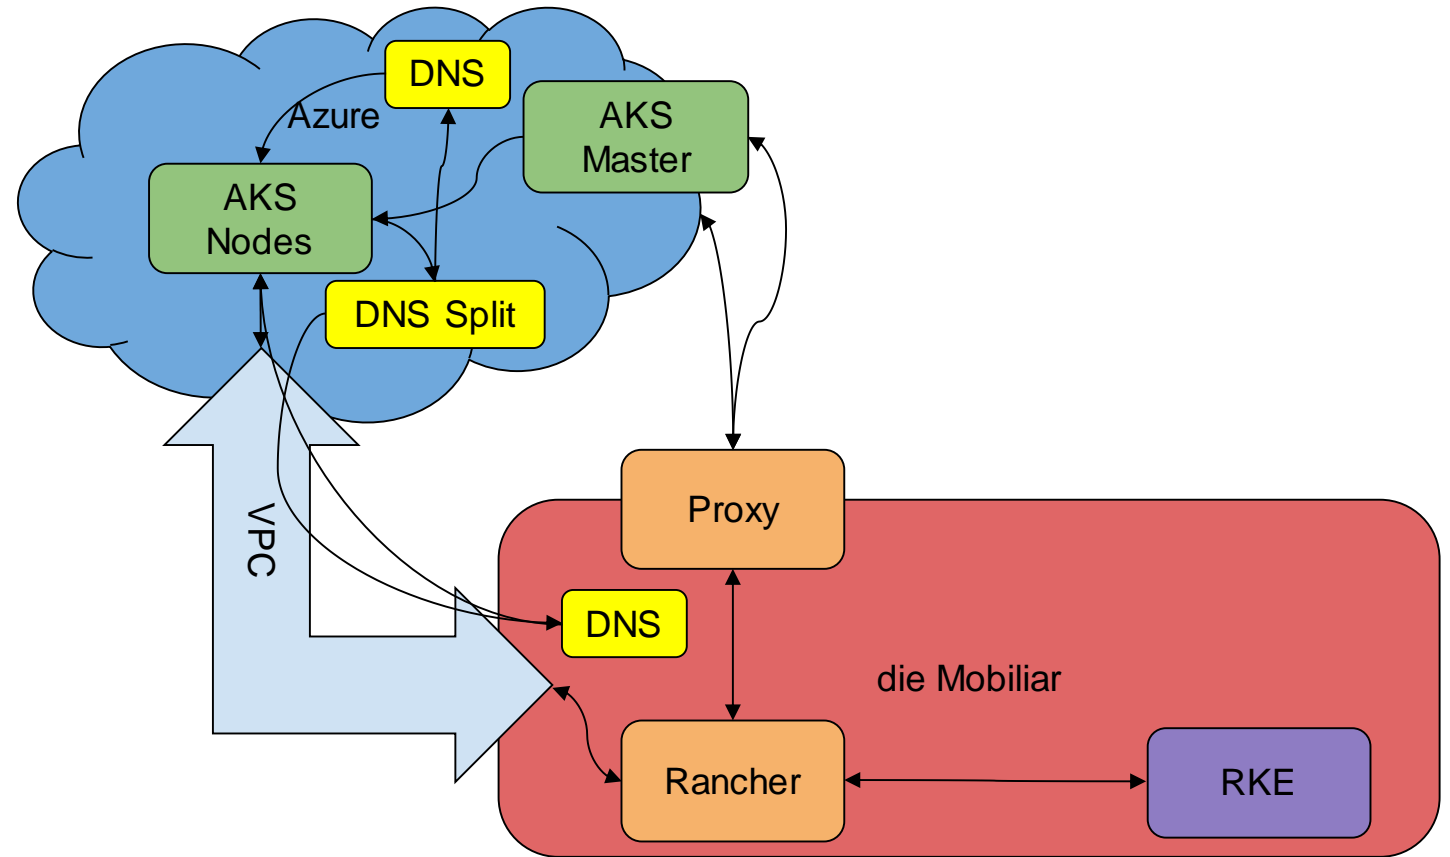 DNS
Azure
AKS
Master
AKS
Nodes
DNS Split
VPC
Proxy
DNS
die Mobiliar
Rancher
RKE